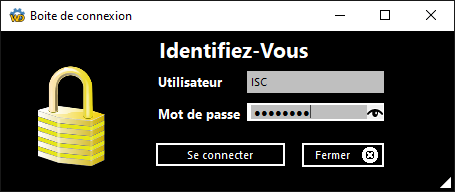 Boite de connexion
Identifiez-Vous
Utilisateur ISC
Mot de passe ●●●●●●●●
Se connecter Fermer